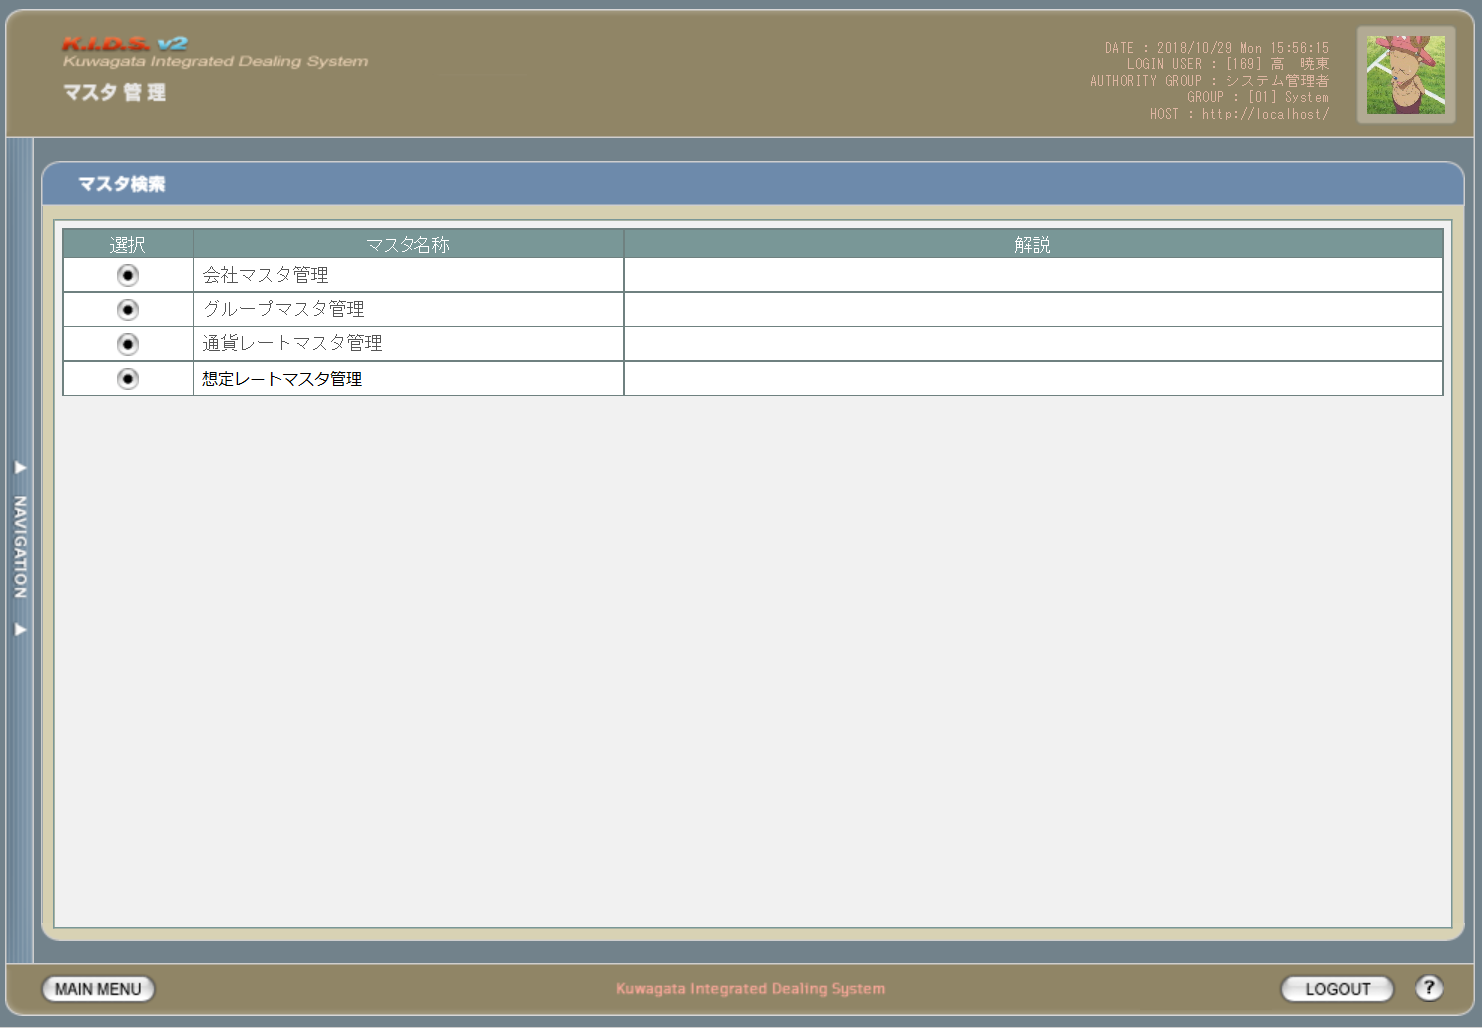 K.I.D.S. v2
Kuwagata Integrated Dealing System
マスタ管理
DATE : 2018/10/29 Mon 15:56:15
LOGIN USER : [169] 高　暁東
AUTHORITY GROUP : システム管理者
GROUP : [01] System
HOST : http://localhost/
マスタ検索
選択 マスタ名称 解説
会社マスタ管理
グループマスタ管理
通貨レートマスタ管理
想定レートマスタ管理
NAVIGATION
MAIN MENU
Kuwagata Integrated Dealing System
LOGOUT
?